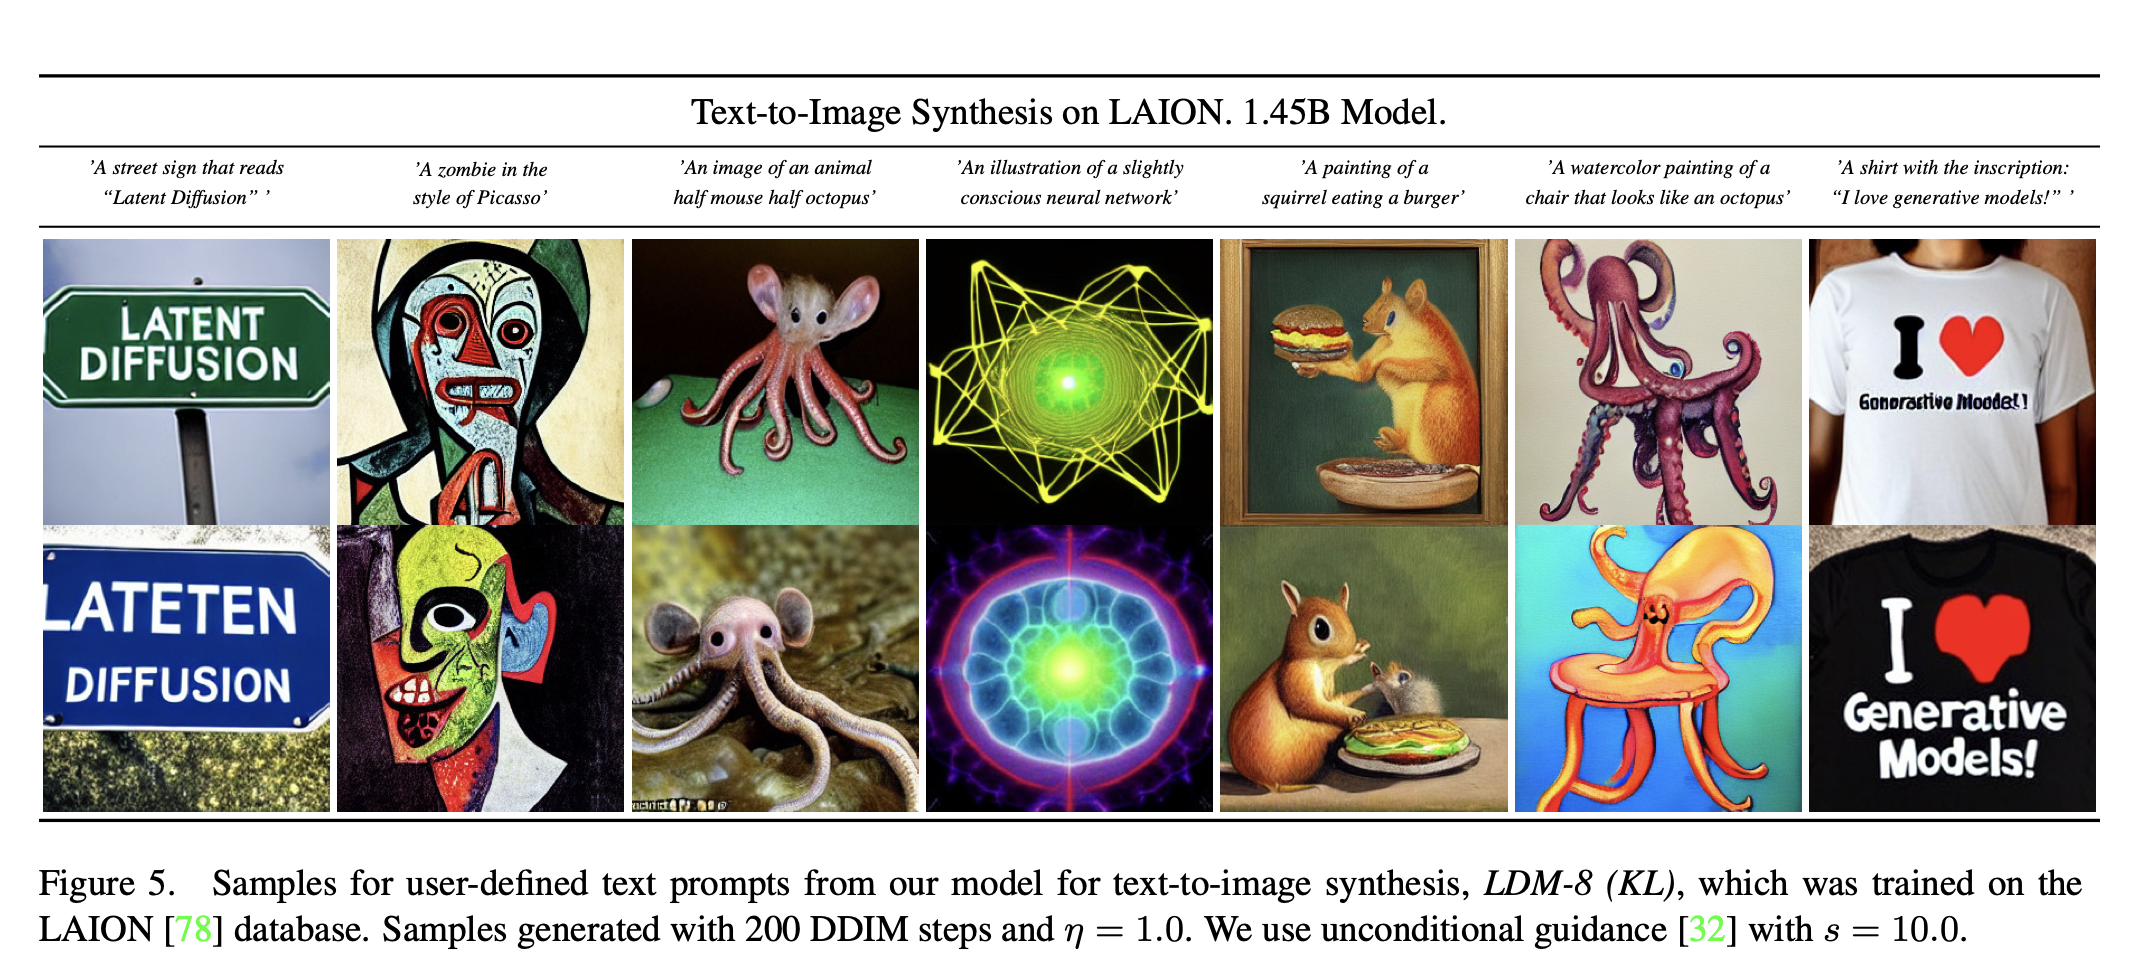 Text-to-Image Synthesis on LAION. 1.45B Model.
’A street sign that reads
“Latent Diffusion” ’
’A zombie in the
style of Picasso’
’An image of an animal
half mouse half octopus’
’An illustration of a slightly
conscious neural network’
’A painting of a
squirrel eating a burger’
’A watercolor painting of a
chair that looks like an octopus’
’A shirt with the inscription:
“I love generative models!” ’
LATENT
DIFFUSION
I
LATETEN
DIFFUSION
I
Generative
Models!
Figure 5. Samples for user-defined text prompts from our model for text-to-image synthesis, LDM-8 (KL), which was trained on the
LAION [78] database. Samples generated with 200 DDIM steps and η = 1.0. We use unconditional guidance [32] with s = 10.0.